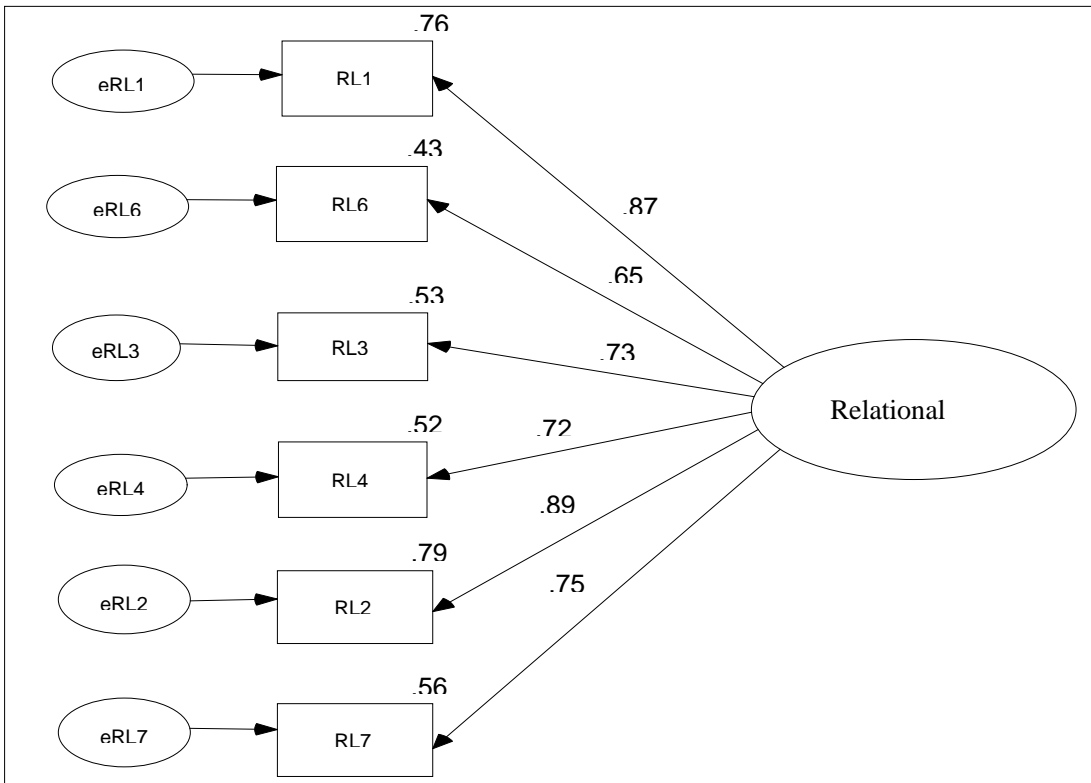 .76
eRL1
RL1
.43
.87
eRL6
RL6
.65
.53
eRL3
RL3
.73
Relational
.52
.72
eRL4
RL4
.89
.79
.75
eRL2
RL2
.56
eRL7
RL7